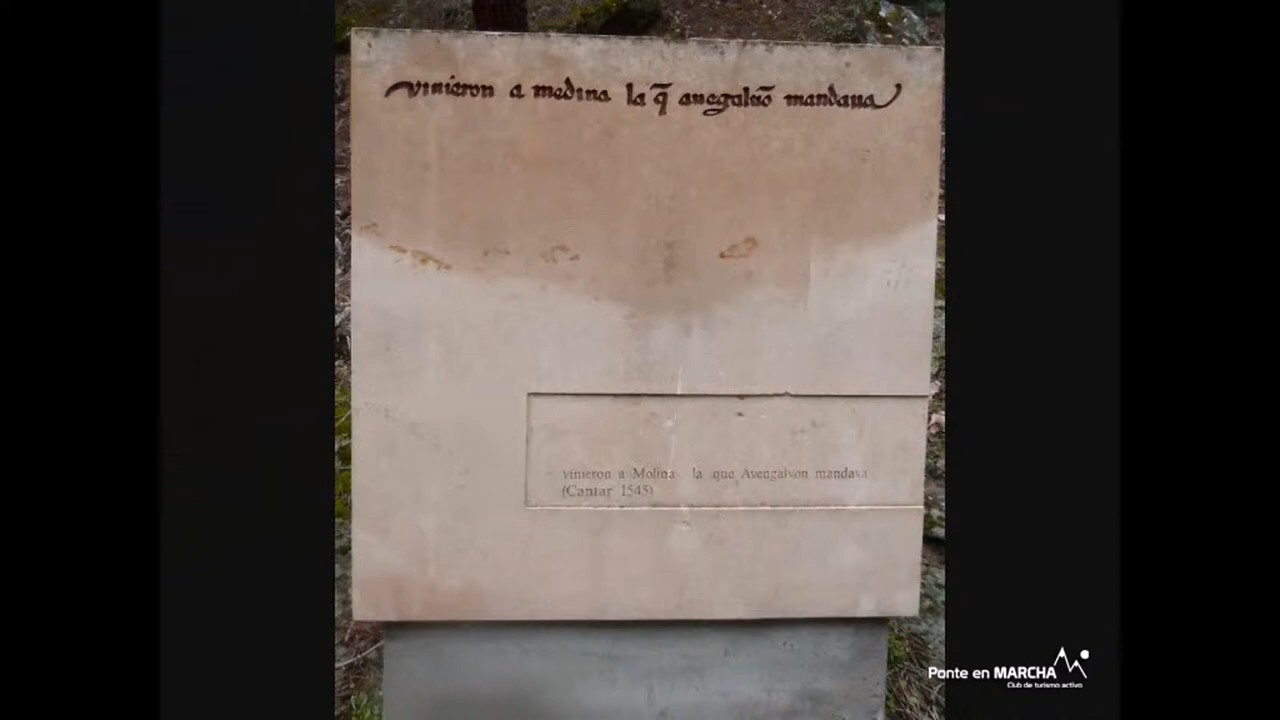 vinieron a medina la q̃ auegaluõ mandaua
vinieron a Molina la que Avengalvon mandava
(Cantar 1545)
Ponte en MARCHA
Club de turismo activo